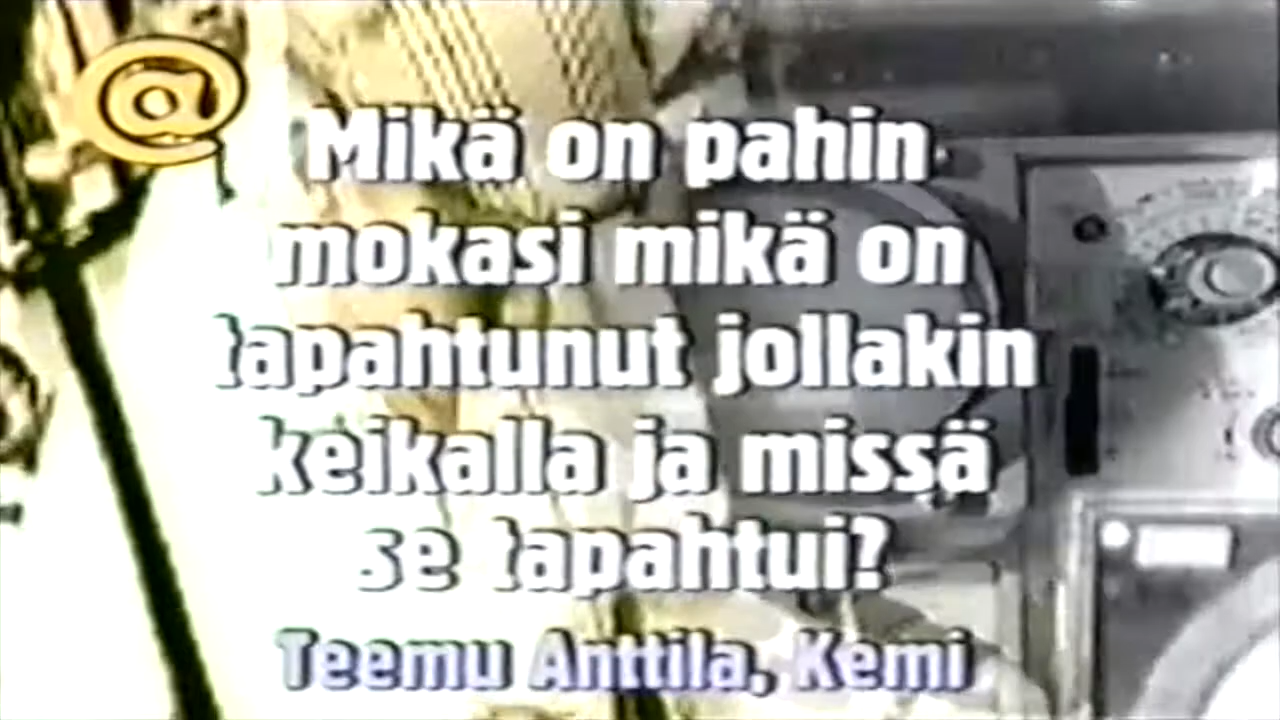 @
Mikä on pahin
mokasi mikä on
tapahtunut jollakin
keikalla ja missä
se tapahtui?
Teemu Anttila, Kemi